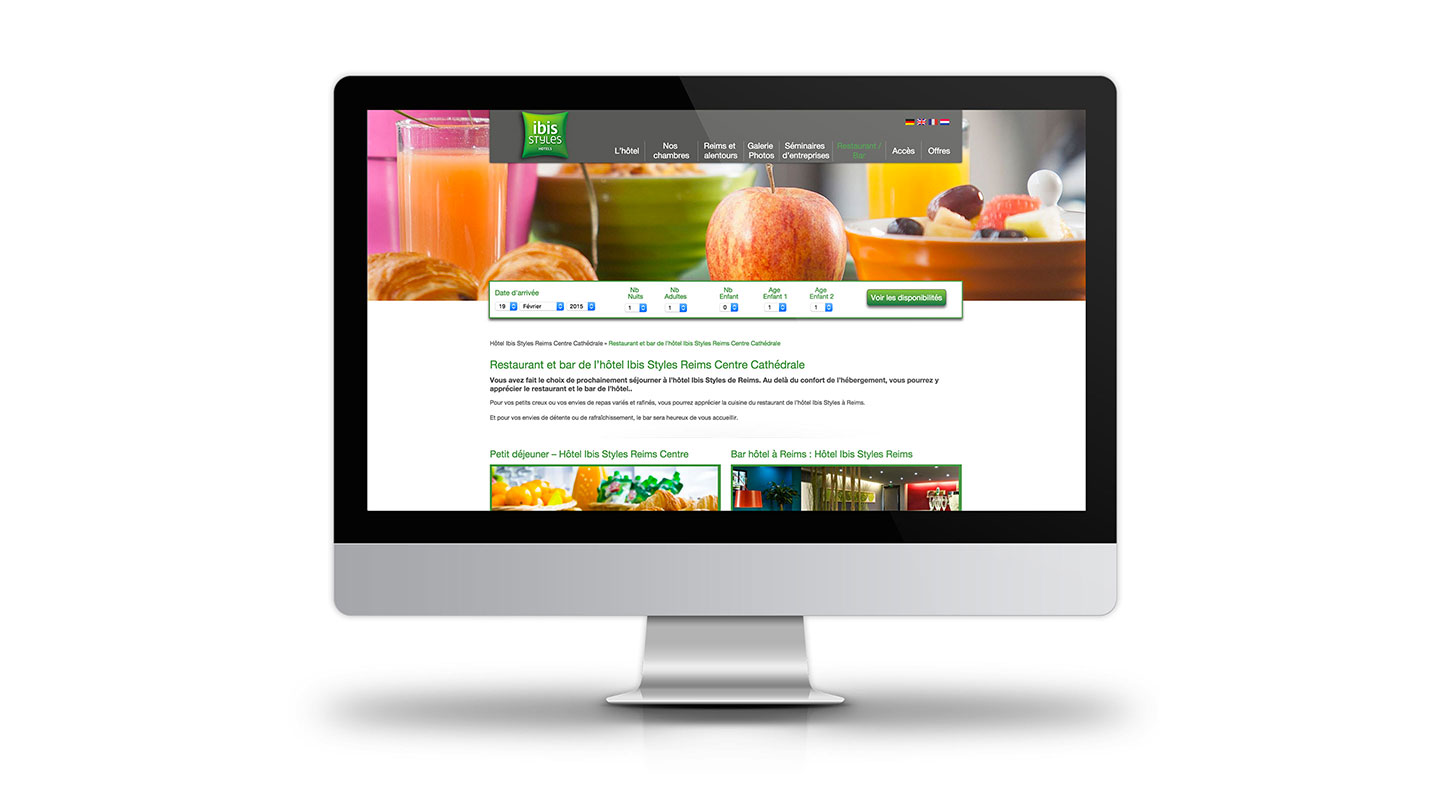 ibis
STYLES
HOTELS
L'hôtel
Nos
chambres
Reims et
alentours
Galerie
Photos
Séminaires
d'entreprises
Restaurant /
Bar
Accès
Offres
Date d'arrivée
19 Février 2015
Nb
Nuits
1
Nb
Adultes
1
Nb
Enfant
0
Age
Enfant 1
1
Age
Enfant 2
1
Voir les disponibilités
Hôtel Ibis Styles Reims Centre Cathédrale » Restaurant et bar de l'hôtel Ibis Styles Reims Centre Cathédrale
Restaurant et bar de l'hôtel Ibis Styles Reims Centre Cathédrale
Vous avez fait le choix de prochainement séjourner à l'hôtel Ibis Styles de Reims. Au delà du confort de l'hébergement, vous pourrez y
apprécier le restaurant et le bar de l'hôtel..
Pour vos petits creux ou vos envies de repas variés et rafinés, vous pourrez apprécier la cuisine du restaurant de l'hôtel Ibis Styles à Reims.
Et pour vos envies de détente ou de rafraîchissement, le bar sera heureux de vous accueillir.
Petit déjeuner – Hôtel Ibis Styles Reims Centre
Bar hôtel à Reims : Hôtel Ibis Styles Reims